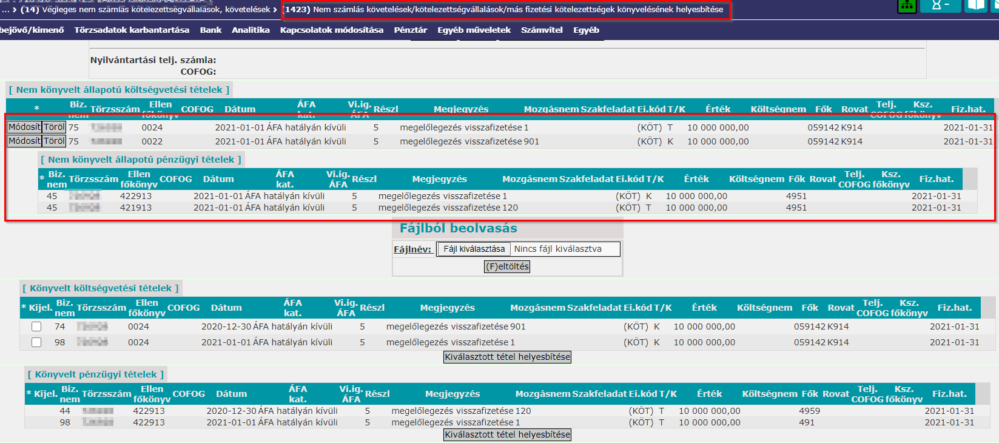 ... › (14) Végleges nem számlás kötelezettségvállalások, követelések › (1423) Nem számlás követelések/kötelezettségvállalások/más fizetési kötelezettségek könyvelésének helyesbítése
bejövő/kimenő Törzsadatok karbantartása Bank Analitika Kapcsolatok módosítása Pénztár Egyéb műveletek Számvitel Egyéb
Nyilvántartási telj. számla:
COFOG:
[ Nem könyvelt állapotú költségvetési tételek ]
* Biz. nem Törzsszám Ellen főkönyv COFOG Dátum ÁFA kat. Vi.ig. ÁFA Részl Megjegyzés Mozgásnem Szakfeladat Ei.kód T/K Érték Költségnem Fők Rovat Telj. COFOG Ksz. főkönyv Fiz.hat.
Módosít Töröl 75 0024 2021-01-01 ÁFA hatályán kívüli 5 megelőlegezés visszafizetése 1 (KÖT) T 10 000 000,00 059142 K914 2021-01-31
Módosít Töröl 75 0022 2021-01-01 ÁFA hatályán kívüli 5 megelőlegezés visszafizetése 901 (KÖT) K 10 000 000,00 059142 K914 2021-01-31
[ Nem könyvelt állapotú pénzügyi tételek ]
* Biz. nem Törzsszám Ellen főkönyv COFOG Dátum ÁFA kat. Vi.ig. ÁFA Részl Megjegyzés Mozgásnem Szakfeladat Ei.kód T/K Érték Költségnem Fők Rovat Telj. COFOG Ksz. főkönyv Fiz.hat.
45 422913 2021-01-01 ÁFA hatályán kívüli 5 megelőlegezés visszafizetése 1 (KÖT) K 10 000 000,00 4951 2021-01-31
45 421913 2021-01-01 ÁFA hatályán kívüli 5 megelőlegezés visszafizetése 120 (KÖT) T 10 000 000,00 4951 2021-01-31
Fájlból beolvasás
Fájlnév: Fájl kiválasztása Nincs fájl kiválasztva
(F)eltöltés
[ Könyvelt költségvetési tételek ]
* Kijel. Biz. nem Törzsszám Ellen főkönyv COFOG Dátum ÁFA kat. Vi.ig. ÁFA Részl Megjegyzés Mozgásnem Szakfeladat Ei.kód T/K Érték Költségnem Fők Rovat Telj. COFOG Ksz. főkönyv Fiz.hat.
74 0024 2020-12-30 ÁFA hatályán kívüli 5 megelőlegezés visszafizetése 901 (KÖT) K 10 000 000,00 059142 K914 2021-01-31
98 0024 2021-01-01 ÁFA hatályán kívüli 5 megelőlegezés visszafizetése 1 (KÖT) K 10 000 000,00 059142 K914 2021-01-31
Kiválasztott tétel helyesbítése
[ Könyvelt pénzügyi tételek ]
* Kijel. Biz. nem Törzsszám Ellen főkönyv COFOG Dátum ÁFA kat. Vi.ig. ÁFA Részl Megjegyzés Mozgásnem Szakfeladat Ei.kód T/K Érték Költségnem Fők Rovat Telj. COFOG Ksz. főkönyv Fiz.hat.
44 422913 2020-12-30 ÁFA hatályán kívüli 5 megelőlegezés visszafizetése 120 (KÖT) T 10 000 000,00 4959 2021-01-31
98 422913 2021-01-01 ÁFA hatályán kívüli 5 megelőlegezés visszafizetése 1 (KÖT) T 10 000 000,00 491 2021-01-31
Kiválasztott tétel helyesbítése